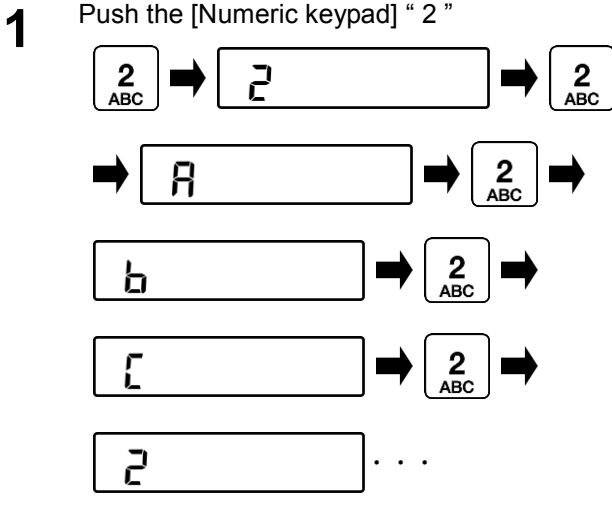 1 Push the [Numeric keypad] “ 2 ”
2 ABC 2 2 ABC
A 2 ABC
b 2 ABC
C 2 ABC
2 . . .